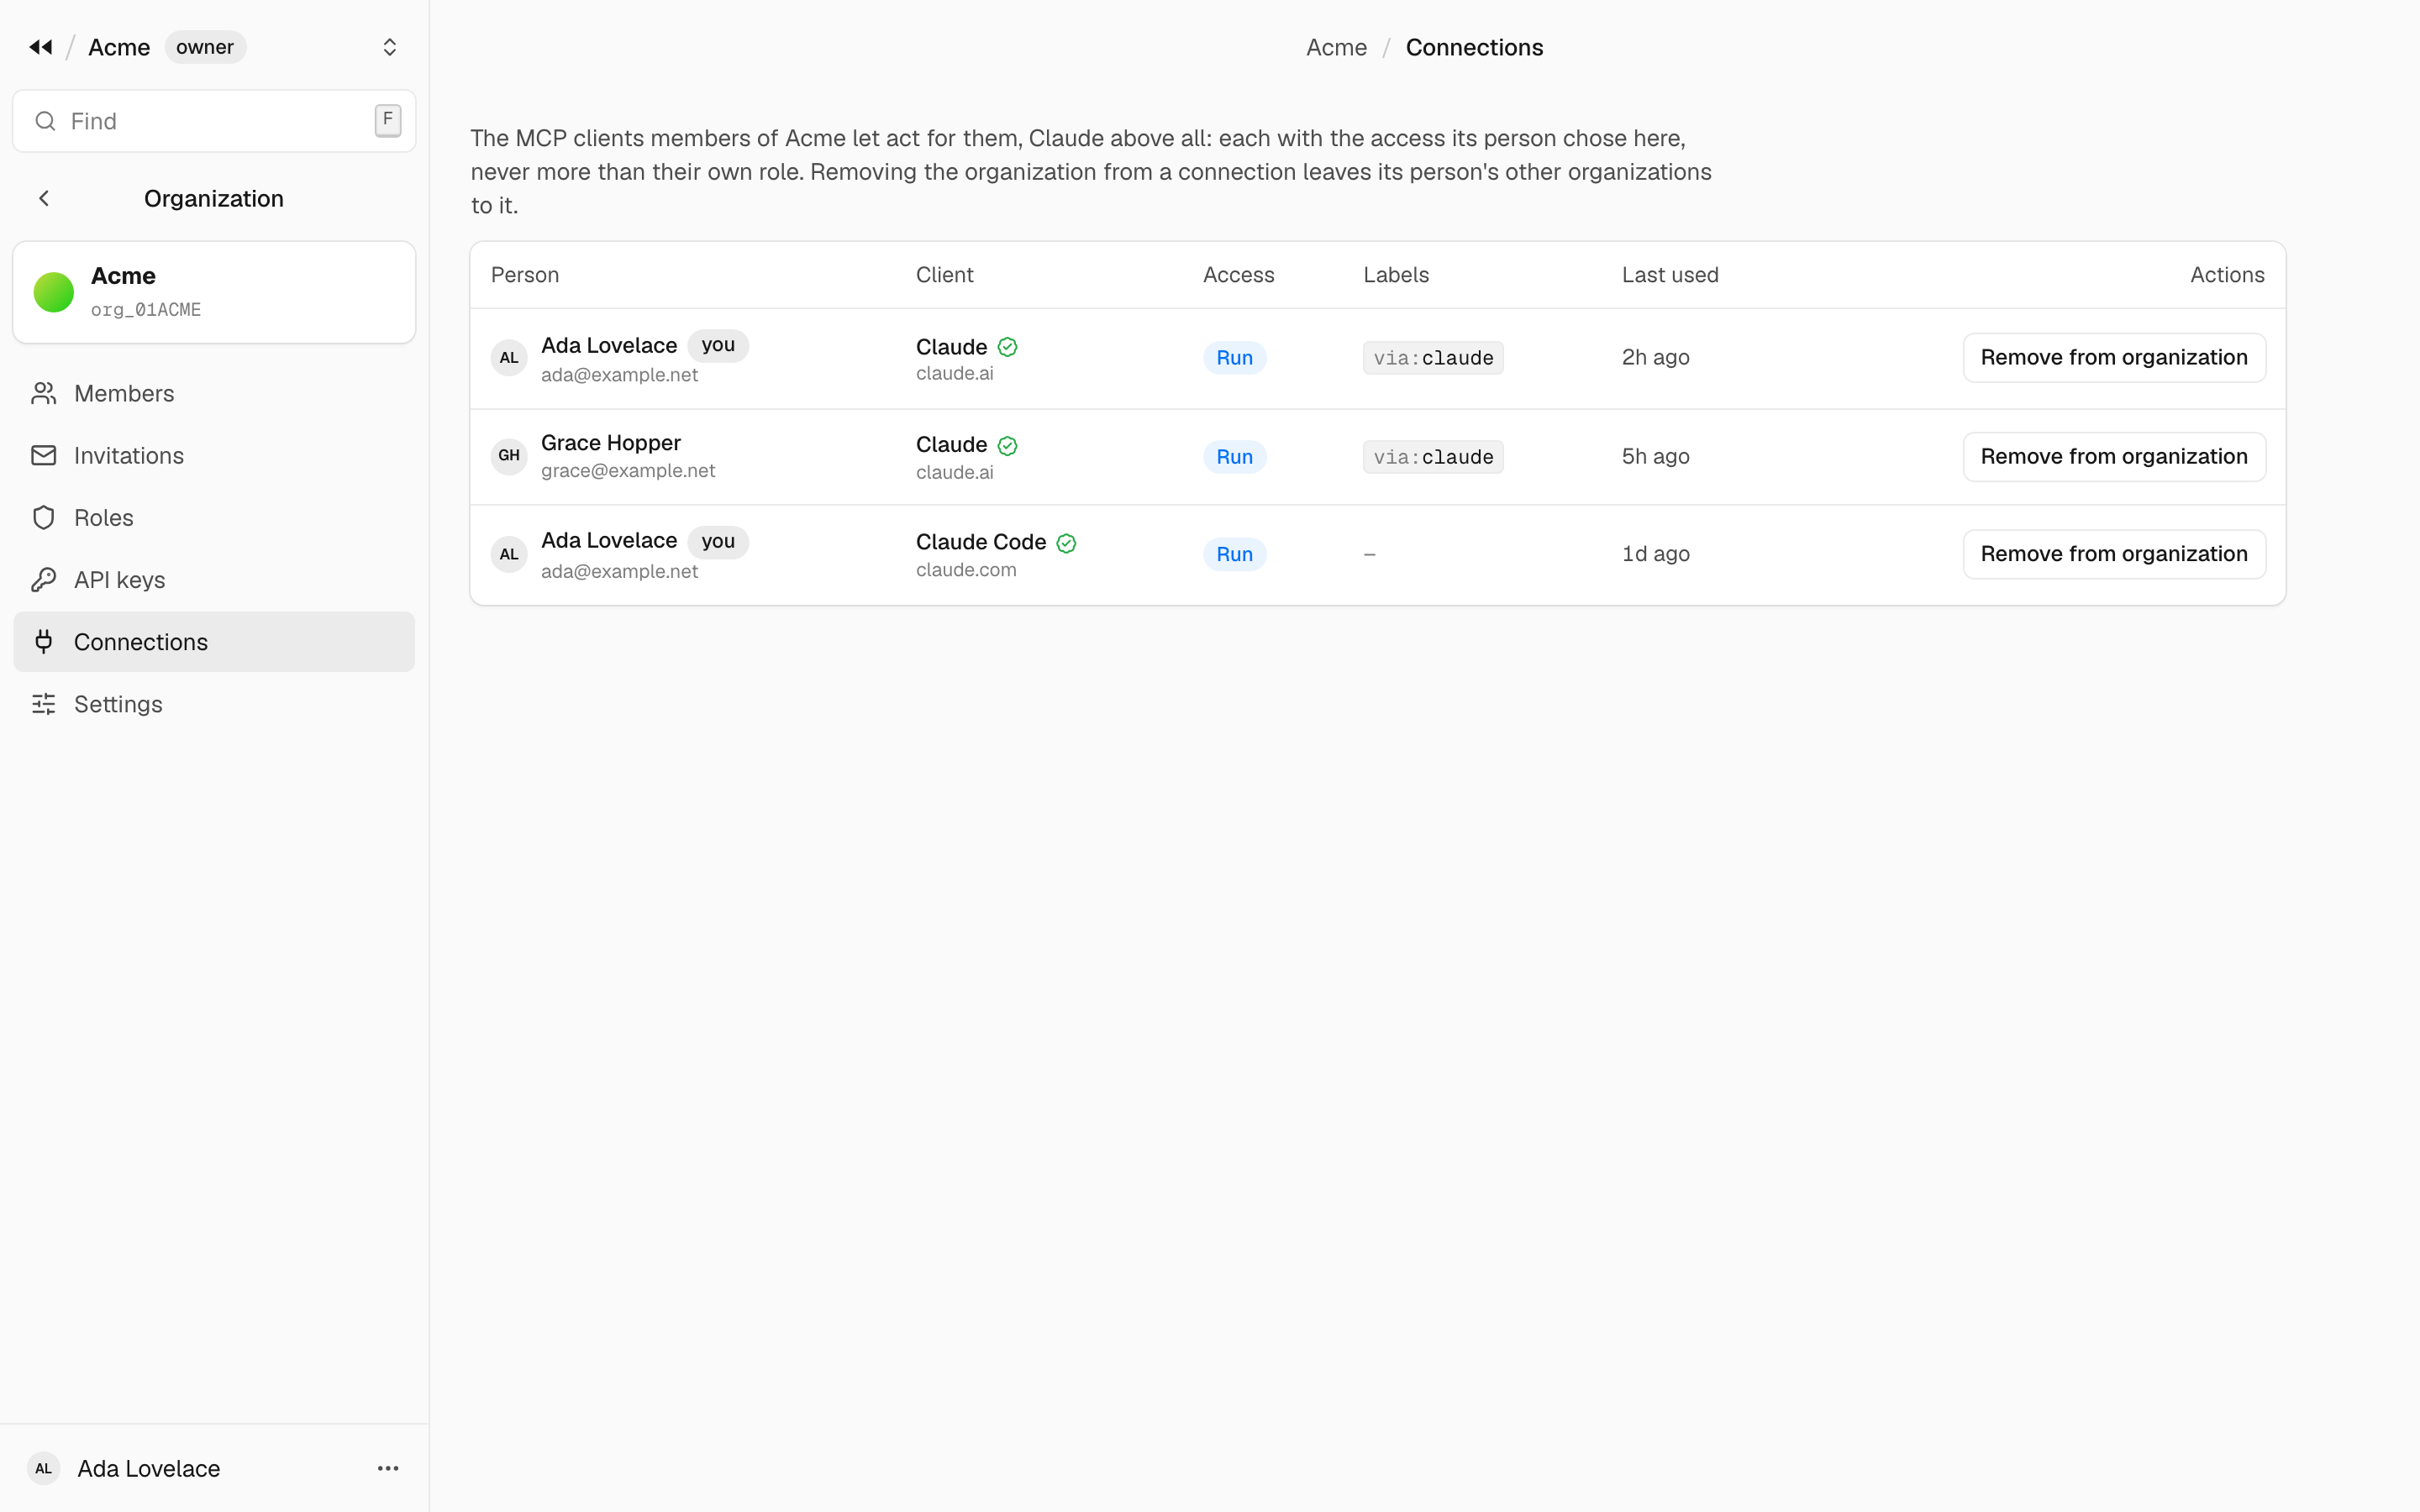 / Acme owner
Find F
Organization
Acme
org_01ACME
Members
Invitations
Roles
API keys
Connections
Settings
AL Ada Lovelace
Acme / Connections
The MCP clients members of Acme let act for them, Claude above all: each with the access its person chose here,
never more than their own role. Removing the organization from a connection leaves its person's other organizations
to it.
Person Client Access Labels Last used Actions
AL Ada Lovelace you Claude Run via:claude 2h ago Remove from organization
ada@example.net claude.ai
GH Grace Hopper Claude Run via:claude 5h ago Remove from organization
grace@example.net claude.ai
AL Ada Lovelace you Claude Code Run – 1d ago Remove from organization
ada@example.net claude.com